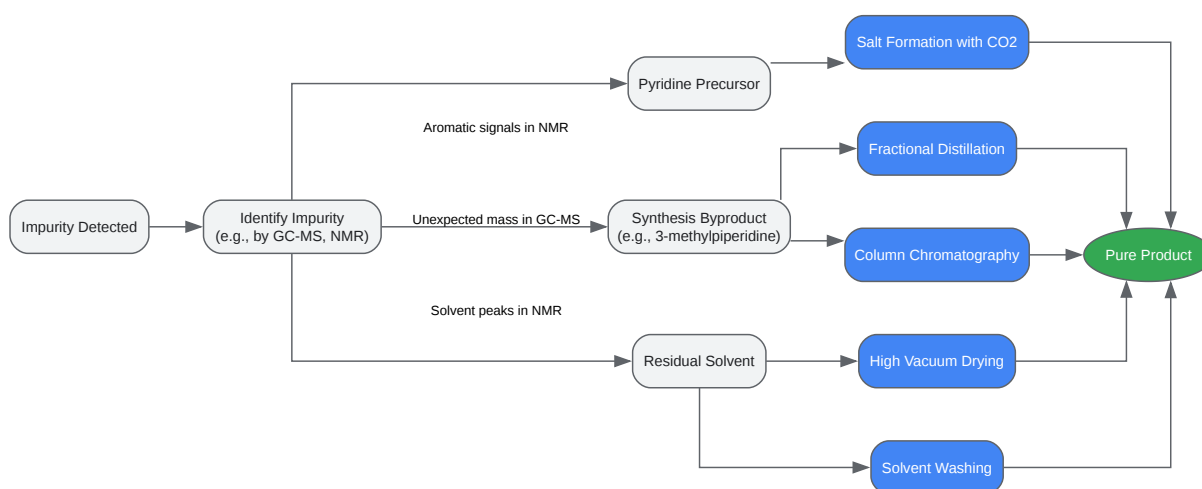 Salt Formation with CO2
Pyridine Precursor
Aromatic signals in NMR
Fractional Distillation
Impurity Detected
Identify Impurity
(e.g., by GC-MS, NMR)
Unexpected mass in GC-MS
Synthesis Byproduct
(e.g., 3-methylpiperidine)
Column Chromatography
Pure Product
Solvent peaks in NMR
Residual Solvent
High Vacuum Drying
Solvent Washing